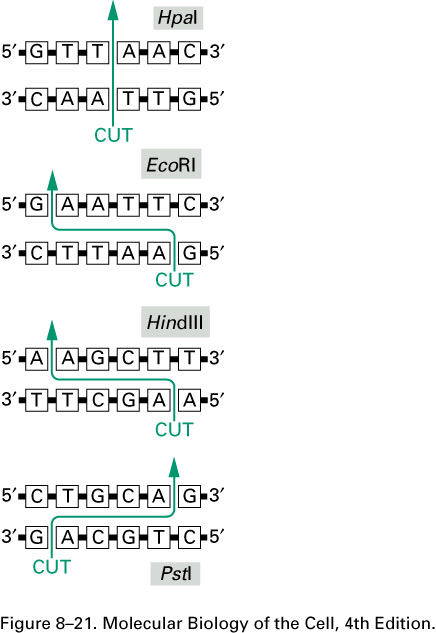 HpaI
5′ G T T A A C 3′
3′ C A A T T G 5′
CUT
EcoRI
5′ G A A T T C 3′
3′ C T T A A G 5′
CUT
HindIII
5′ A A G C T T 3′
3′ T T C G A A 5′
CUT
5′ C T G C A G 3′
3′ G A C G T C 5′
CUT
PstI
Figure 8–21. Molecular Biology of the Cell, 4th Edition.